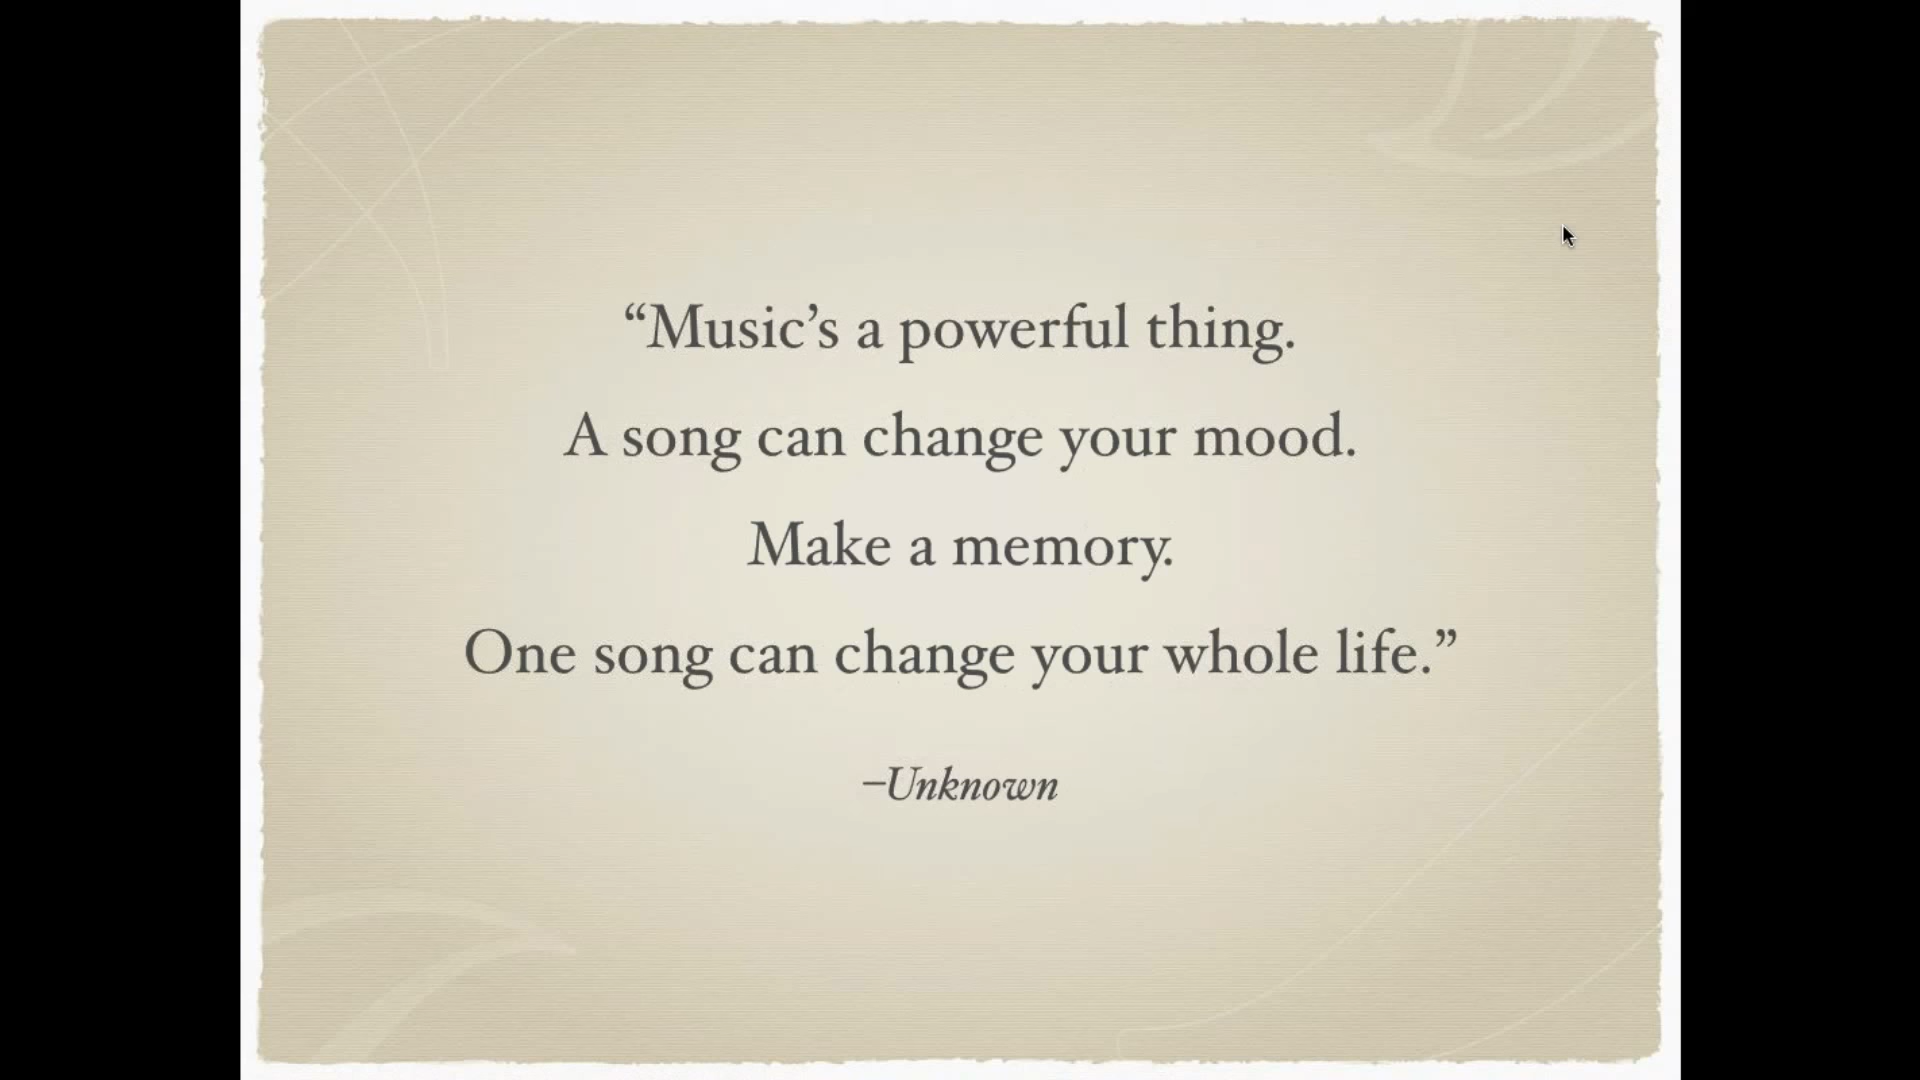 “Music’s a powerful thing.
A song can change your mood.
Make a memory.
One song can change your whole life.”
–Unknown